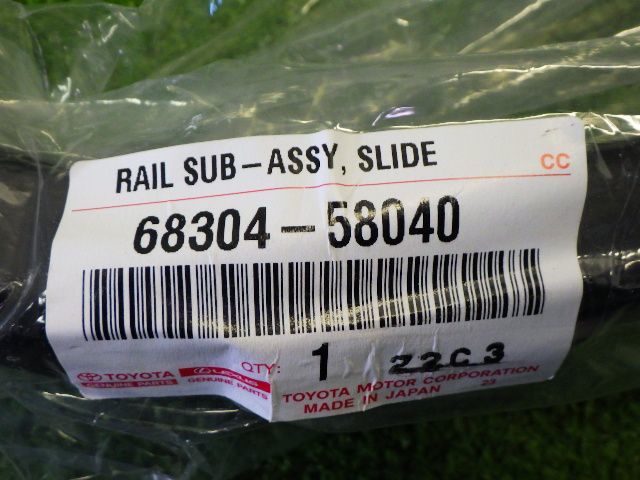 RAIL SUB-ASSY, SLIDE
CC
68304-58040
TOYOTA LEXUS QTY: 1 22C3
GENUINE PARTS GENUINE PARTS
TOYOTA MOTOR CORPORATION
MADE IN JAPAN 23